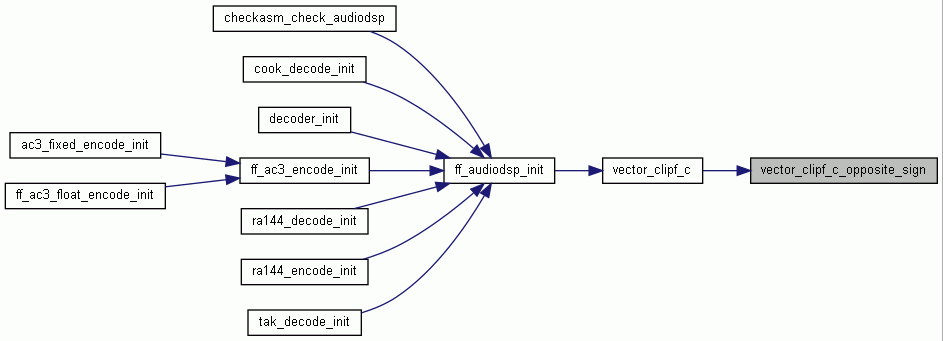 checkasm_check_audiodsp
cook_decode_init
decoder_init
ac3_fixed_encode_init
ff_ac3_encode_init
ff_audiodsp_init
vector_clipf_c
vector_clipf_c_opposite_sign
ff_ac3_float_encode_init
ra144_decode_init
ra144_encode_init
tak_decode_init